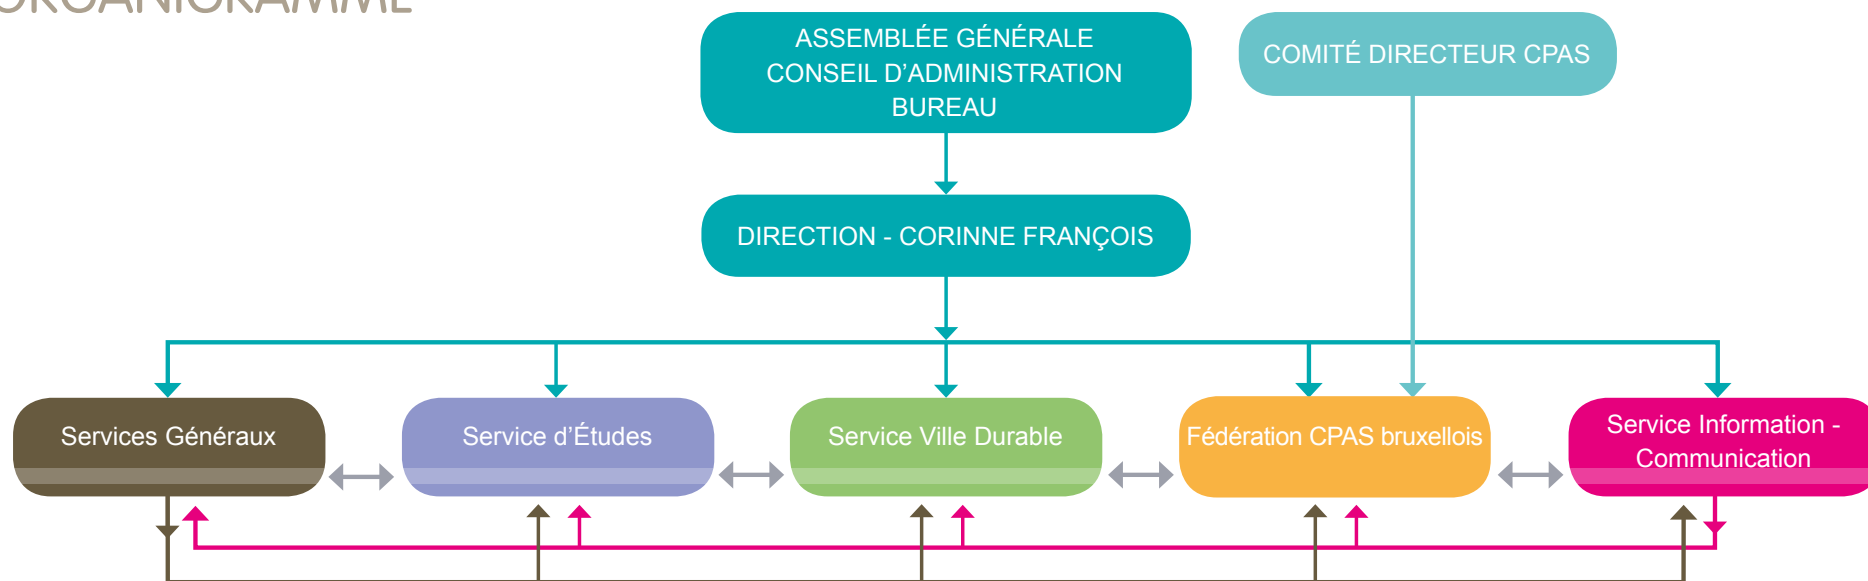 ORGANIGRAMME
ASSEMBLÉE GÉNÉRALE
CONSEIL D’ADMINISTRATION
BUREAU
COMITÉ DIRECTEUR CPAS
DIRECTION - CORINNE FRANÇOIS
Services Généraux
Service d’Études
Service Ville Durable
Fédération CPAS bruxellois
Service Information -
Communication